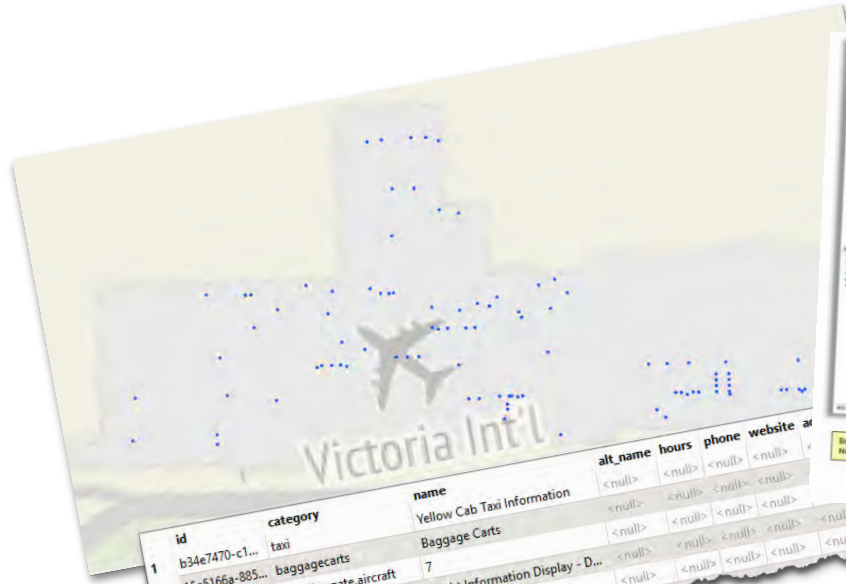 Victoria Int'l
id category name alt_name hours phone website
1 b34e7470-c1... taxi Yellow Cab Taxi Information <null> <null> <null> <null>
baggagecarts Baggage Carts <null> <null> <null> <null>
7 <null> <null> <null> <null>
Information Display - D... <null> <null> <null>